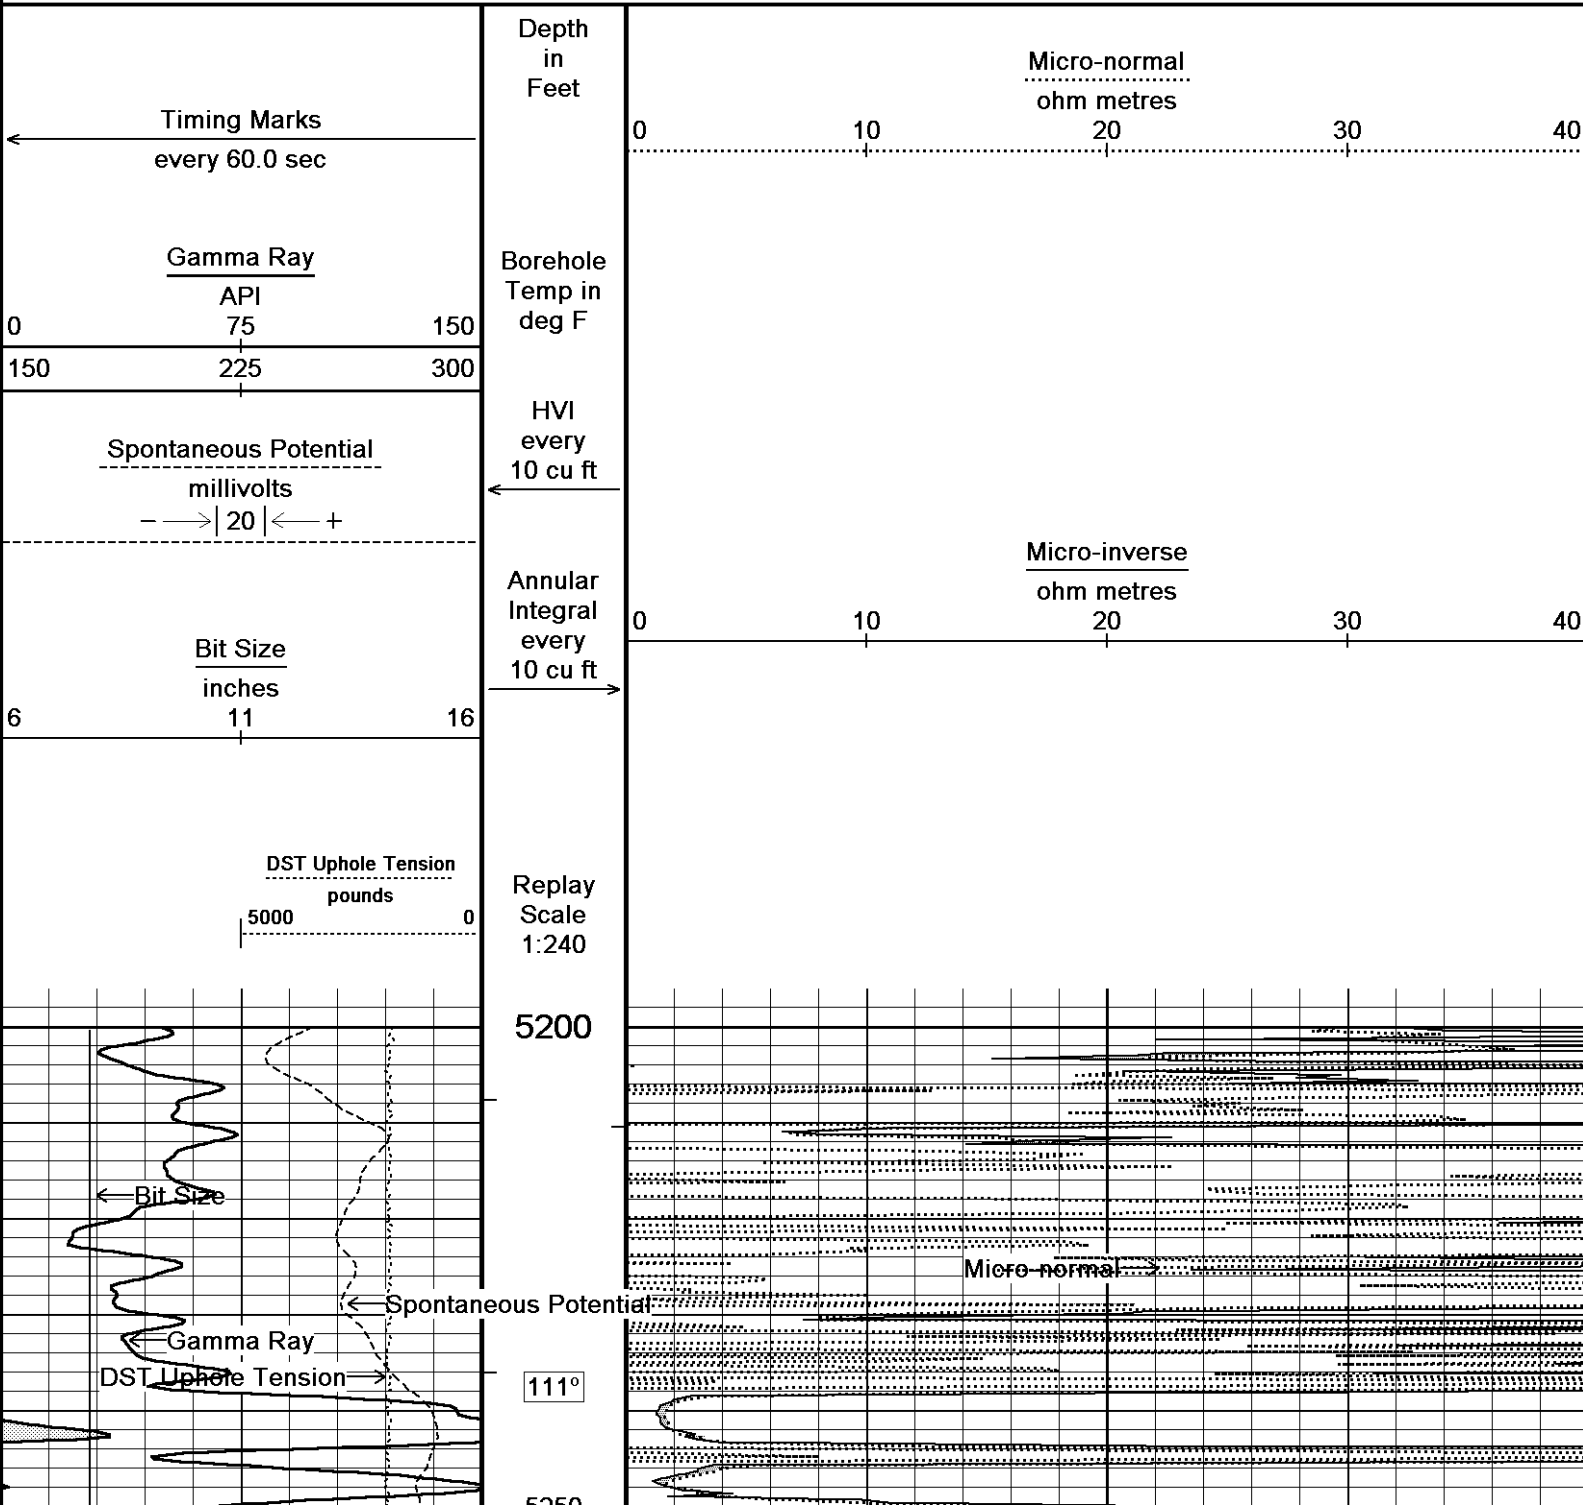 Timing Marks
every 60.0 sec
Gamma Ray
API
0 75 150
150 225 300
Spontaneous Potential
millivolts
− 20 +
Bit Size
inches
6 11 16
DST Uphole Tension
pounds
5000 0
Depth
in
Feet
Borehole
Temp in
deg F
HVI
every
10 cu ft
Annular
Integral
every
10 cu ft
Replay
Scale
1:240
Micro-normal
ohm metres
0 10 20 30 40
Micro-inverse
ohm metres
0 10 20 30 40
5200
Bit Size
Micro-normal
Spontaneous Potential
Gamma Ray
DST Uphole Tension
111°
5250